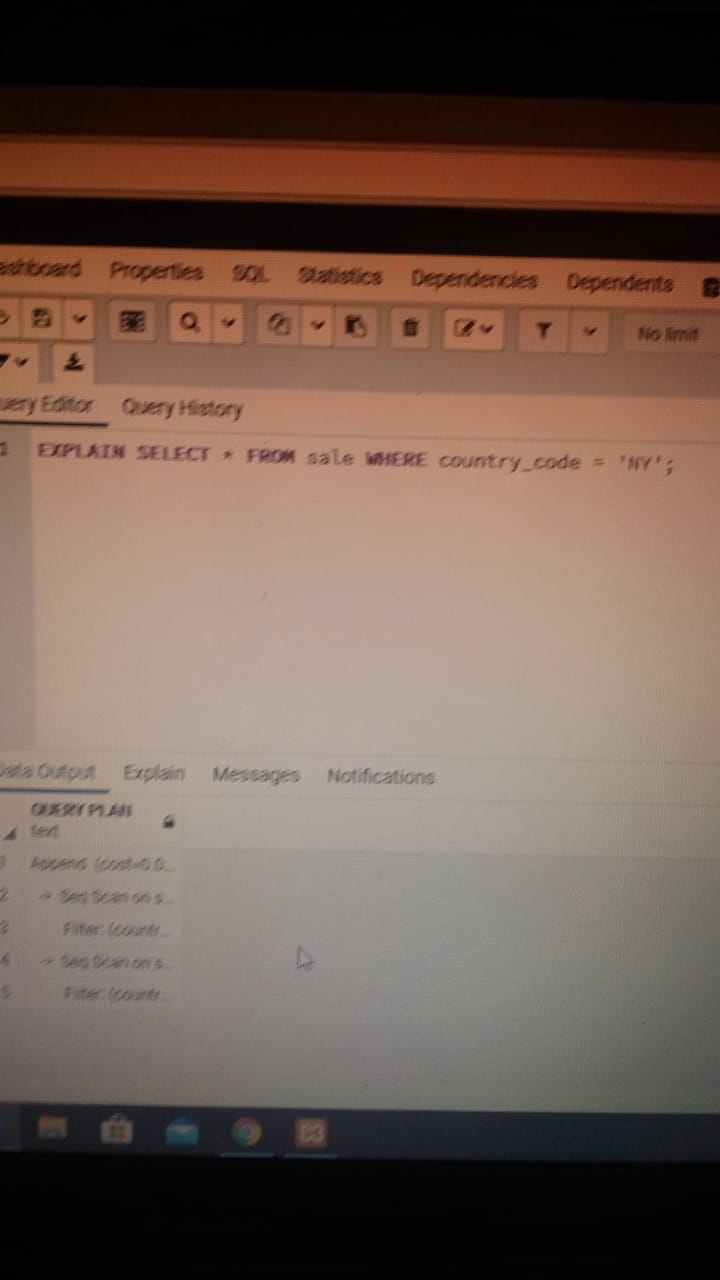 ashboard Properties SQL Statistics Dependencies Dependents
No limit
uery Editor Query History
1 EXPLAIN SELECT * FROM sale WHERE country_code = 'NY';
Data Output Explain Messages Notifications
QUERY PLAN
text
1 Append (cost=0.0...
2 -> Seq Scan on s...
3 Filter: (countr...
4 -> Seq Scan on s...
5 Filter: (countr...